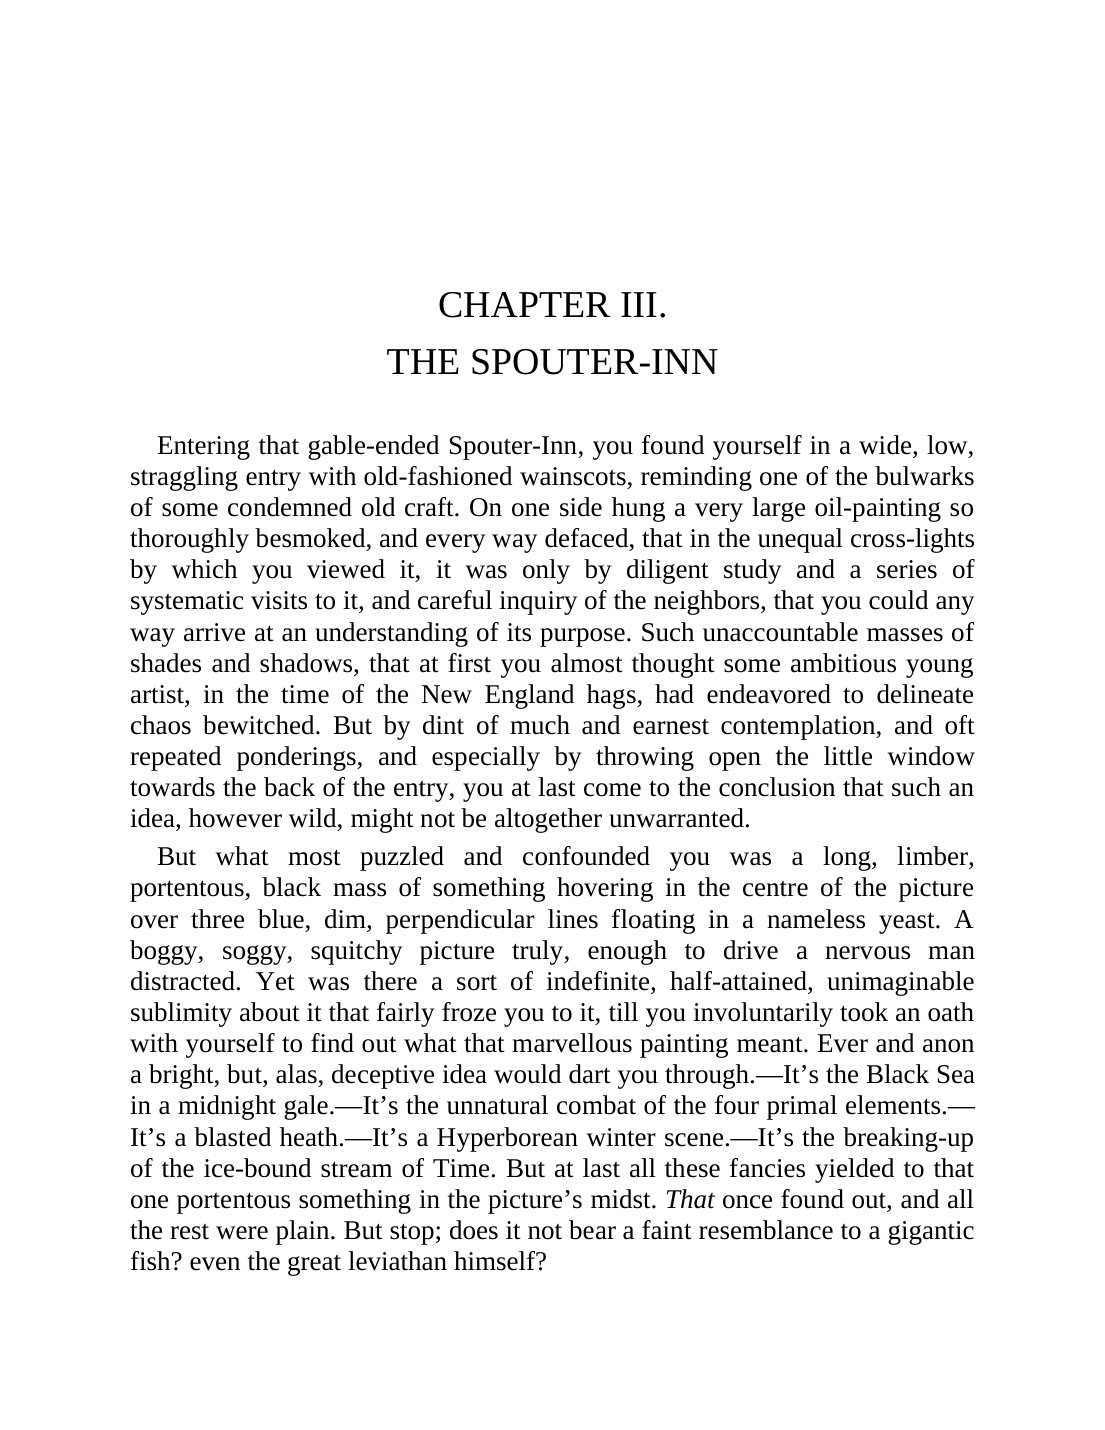 CHAPTER III.
THE SPOUTER-INN
Entering that gable-ended Spouter-Inn, you found yourself in a wide, low,
straggling entry with old-fashioned wainscots, reminding one of the bulwarks
of some condemned old craft. On one side hung a very large oil-painting so
thoroughly besmoked, and every way defaced, that in the unequal cross-lights
by which you viewed it, it was only by diligent study and a series of
systematic visits to it, and careful inquiry of the neighbors, that you could any
way arrive at an understanding of its purpose. Such unaccountable masses of
shades and shadows, that at first you almost thought some ambitious young
artist, in the time of the New England hags, had endeavored to delineate
chaos bewitched. But by dint of much and earnest contemplation, and oft
repeated ponderings, and especially by throwing open the little window
towards the back of the entry, you at last come to the conclusion that such an
idea, however wild, might not be altogether unwarranted.
But what most puzzled and confounded you was a long, limber,
portentous, black mass of something hovering in the centre of the picture
over three blue, dim, perpendicular lines floating in a nameless yeast. A
boggy, soggy, squitchy picture truly, enough to drive a nervous man
distracted. Yet was there a sort of indefinite, half-attained, unimaginable
sublimity about it that fairly froze you to it, till you involuntarily took an oath
with yourself to find out what that marvellous painting meant. Ever and anon
a bright, but, alas, deceptive idea would dart you through.—It’s the Black Sea
in a midnight gale.—It’s the unnatural combat of the four primal elements.—
It’s a blasted heath.—It’s a Hyperborean winter scene.—It’s the breaking-up
of the ice-bound stream of Time. But at last all these fancies yielded to that
one portentous something in the picture’s midst. That once found out, and all
the rest were plain. But stop; does it not bear a faint resemblance to a gigantic
fish? even the great leviathan himself?